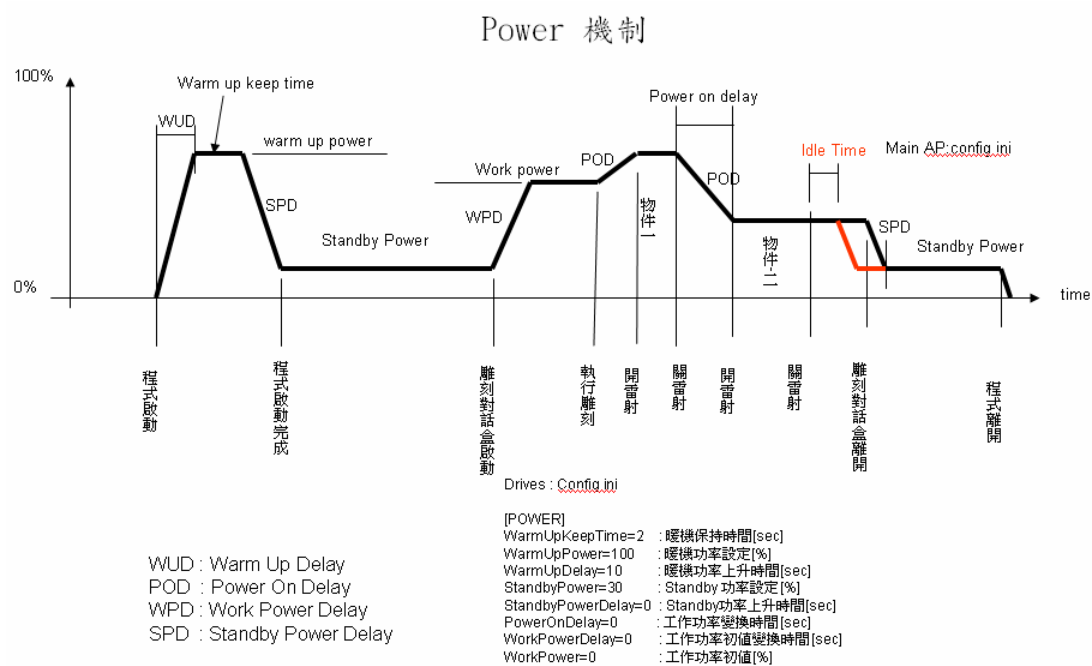 Power 機制
100%
Warm up keep time
Power on delay
WUD
warm up power
Idle Time
Main AP:config.ini
Work power
POD
POD
SPD
WPD
物件一
物件-二
SPD
Standby Power
Standby Power
0%
time
程式啟動
程式啟動完成
雕刻對話盒啟動
執行雕刻
開雷射
關雷射
開雷射
關雷射
雕刻對話盒離開
程式離開
Drives : Config.ini
[POWER]
WarmUpKeepTime=2 : 暖機保持時間[sec]
WarmUpPower=100 : 暖機功率設定[%]
WarmUpDelay=10 : 暖機功率上升時間[sec]
StandbyPower=30 : Standby 功率設定[%]
StandbyPowerDelay=0 : Standby功率上升時間[sec]
PowerOnDelay=0 : 工作功率變換時間[sec]
WorkPowerDelay=0 : 工作功率初值變換時間[sec]
WorkPower=0 : 工作功率初值[%]
WUD : Warm Up Delay
POD : Power On Delay
WPD : Work Power Delay
SPD : Standby Power Delay